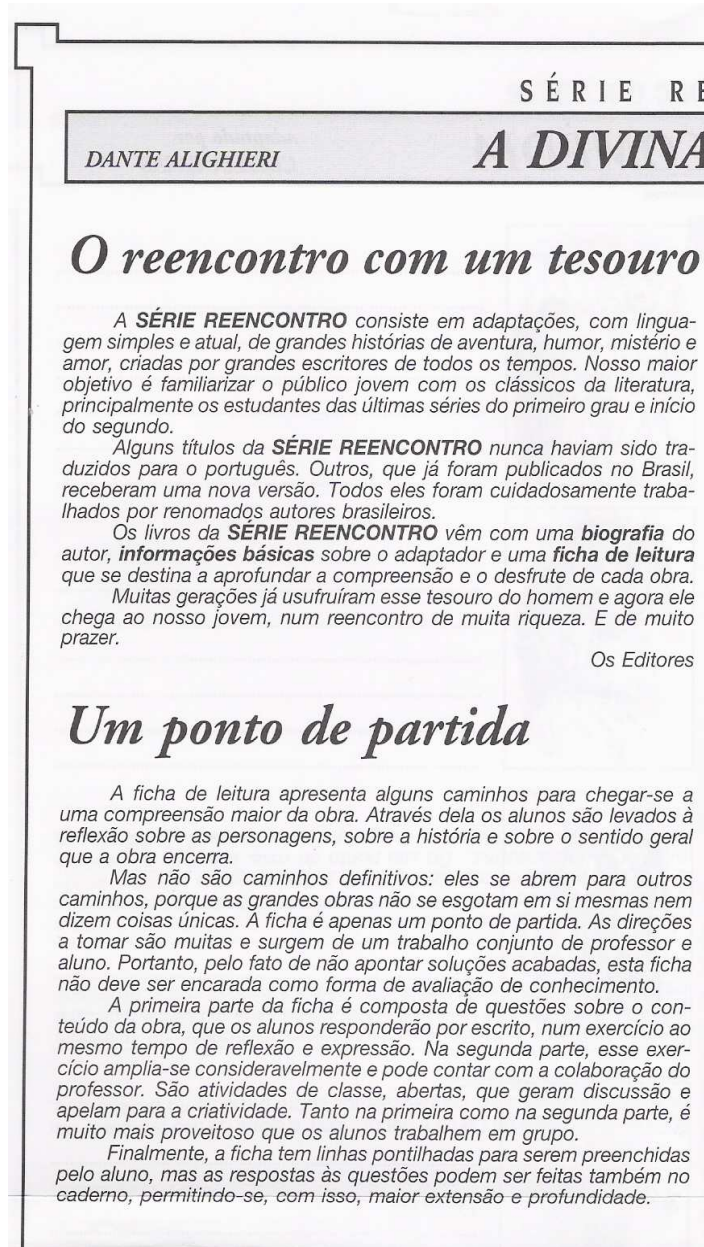 SÉRIE RE
DANTE ALIGHIERI A DIVINA
O reencontro com um tesouro
A SÉRIE REENCONTRO consiste em adaptações, com lingua-
gem simples e atual, de grandes histórias de aventura, humor, mistério e
amor, criadas por grandes escritores de todos os tempos. Nosso maior
objetivo é familiarizar o público jovem com os clássicos da literatura,
principalmente os estudantes das últimas séries do primeiro grau e início
do segundo.
Alguns títulos da SÉRIE REENCONTRO nunca haviam sido tra-
duzidos para o português. Outros, que já foram publicados no Brasil,
receberam uma nova versão. Todos eles foram cuidadosamente traba-
lhados por renomados autores brasileiros.
Os livros da SÉRIE REENCONTRO vêm com uma biografia do
autor, informações básicas sobre o adaptador e uma ficha de leitura
que se destina a aprofundar a compreensão e o desfrute de cada obra.
Muitas gerações já usufruíram esse tesouro do homem e agora ele
chega ao nosso jovem, num reencontro de muita riqueza. E de muito
prazer.
Os Editores
Um ponto de partida
A ficha de leitura apresenta alguns caminhos para chegar-se a
uma compreensão maior da obra. Através dela os alunos são levados à
reflexão sobre as personagens, sobre a história e sobre o sentido geral
que a obra encerra.
Mas não são caminhos definitivos: eles se abrem para outros
caminhos, porque as grandes obras não se esgotam em si mesmas nem
dizem coisas únicas. A ficha é apenas um ponto de partida. As direções
a tomar são muitas e surgem de um trabalho conjunto de professor e
aluno. Portanto, pelo fato de não apontar soluções acabadas, esta ficha
não deve ser encarada como forma de avaliação de conhecimento.
A primeira parte da ficha é composta de questões sobre o con-
teúdo da obra, que os alunos responderão por escrito, num exercício ao
mesmo tempo de reflexão e expressão. Na segunda parte, esse exer-
cício amplia-se consideravelmente e pode contar com a colaboração do
professor. São atividades de classe, abertas, que geram discussão e
apelam para a criatividade. Tanto na primeira como na segunda parte, é
muito mais proveitoso que os alunos trabalhem em grupo.
Finalmente, a ficha tem linhas pontilhadas para serem preenchidas
pelo aluno, mas as respostas às questões podem ser feitas também no
caderno, permitindo-se, com isso, maior extensão e profundidade.